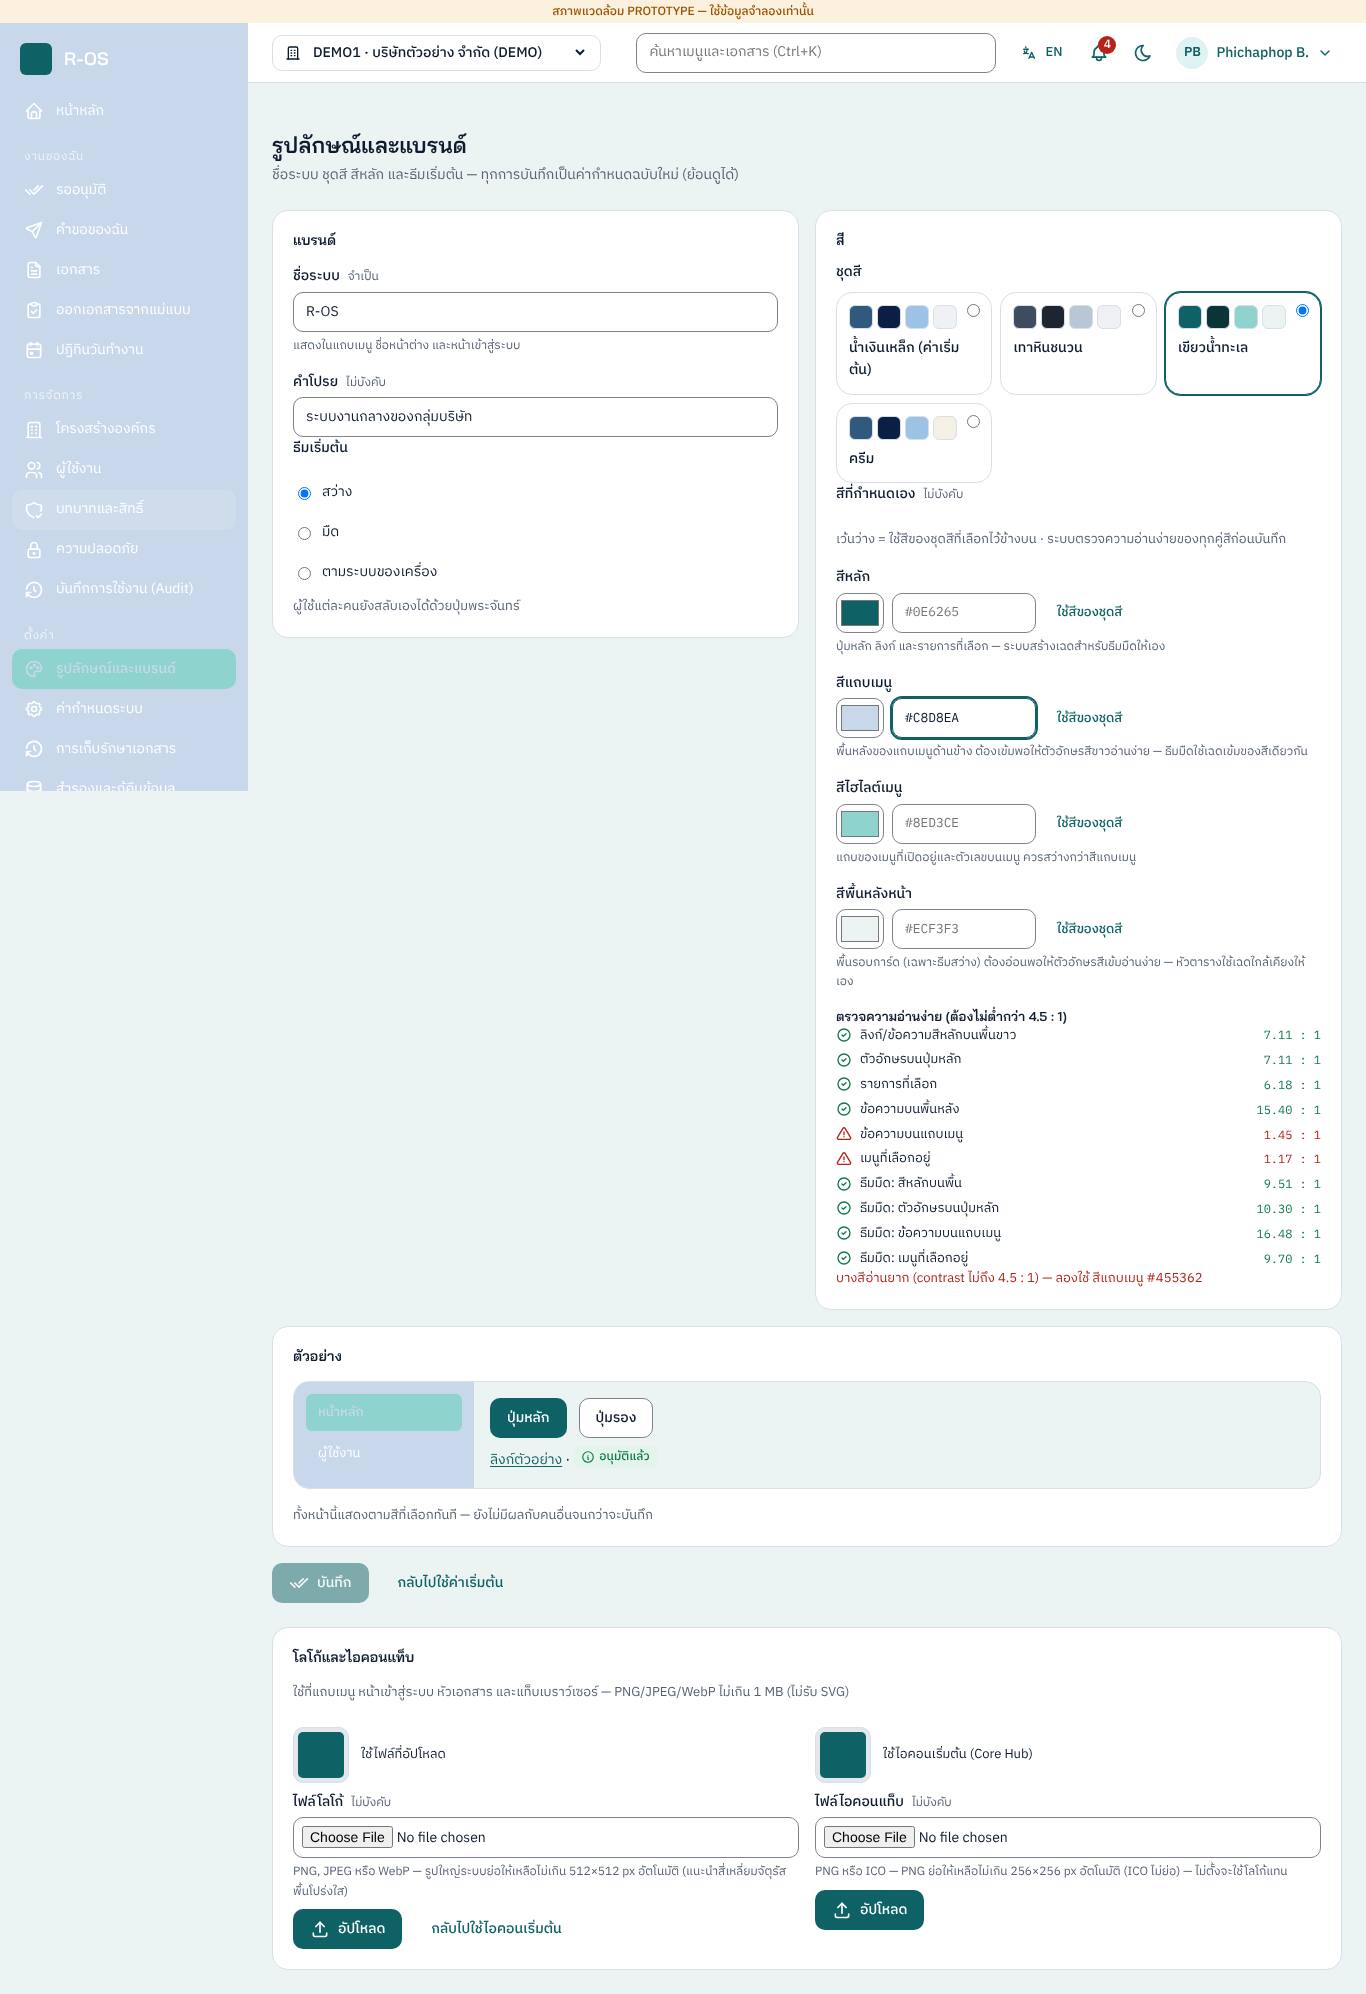 สภาพแวดล้อม PROTOTYPE — ใช้ข้อมูลจำลองเท่านั้น
R-OS
หน้าหลัก
งานของฉัน
รออนุมัติ
คำขอของฉัน
เอกสาร
ออกเอกสารจากแม่แบบ
ปฏิทินวันทำงาน
การจัดการ
โครงสร้างองค์กร
ผู้ใช้งาน
บทบาทและสิทธิ์
ความปลอดภัย
บันทึกการใช้งาน (Audit)
ตั้งค่า
รูปลักษณ์และแบรนด์
ค่ากำหนดระบบ
การเก็บรักษาเอกสาร
สำรองและกู้คืนข้อมูล
DEMO1 · บริษัทตัวอย่าง จำกัด (DEMO)
ค้นหาเมนูและเอกสาร (Ctrl+K)
EN
4
PB
Phichaphop B.
รูปลักษณ์และแบรนด์
ชื่อระบบ ชุดสี สีหลัก และธีมเริ่มต้น — ทุกการบันทึกเป็นค่ากำหนดฉบับใหม่ (ย้อนดูได้)
แบรนด์
ชื่อระบบ จำเป็น
R-OS
แสดงในแถบเมนู ชื่อหน้าต่าง และหน้าเข้าสู่ระบบ
คำโปรย ไม่บังคับ
ระบบงานกลางของกลุ่มบริษัท
ธีมเริ่มต้น
สว่าง
มืด
ตามระบบของเครื่อง
ผู้ใช้แต่ละคนยังสลับเองได้ด้วยปุ่มพระจันทร์
สี
ชุดสี
น้ำเงินเหล็ก (ค่าเริ่มต้น)
เทาหินชนวน
เขียวน้ำทะเล
ครีม
สีที่กำหนดเอง ไม่บังคับ
เว้นว่าง = ใช้สีของชุดสีที่เลือกไว้ข้างบน · ระบบตรวจความอ่านง่ายของทุกคู่สีก่อนบันทึก
สีหลัก
#0E6265
ใช้สีของชุดสี
ปุ่มหลัก ลิงก์ และรายการที่เลือก — ระบบสร้างเฉดสำหรับธีมมืดให้เอง
สีแถบเมนู
#C8D8EA
ใช้สีของชุดสี
พื้นหลังของแถบเมนูด้านข้าง ต้องเข้มพอให้ตัวอักษรสีขาวอ่านง่าย — ธีมมืดใช้เฉดเข้มของสีเดียวกัน
สีไฮไลต์เมนู
#8ED3CE
ใช้สีของชุดสี
แถบของเมนูที่เปิดอยู่และตัวเลขบนเมนู ควรสว่างกว่าสีแถบเมนู
สีพื้นหลังหน้า
#ECF3F3
ใช้สีของชุดสี
พื้นรอบการ์ด (เฉพาะธีมสว่าง) ต้องอ่อนพอให้ตัวอักษรสีเข้มอ่านง่าย — หัวตารางใช้เฉดใกล้เคียงให้
เอง
ตรวจความอ่านง่าย (ต้องไม่ต่ำกว่า 4.5 : 1)
ลิงก์/ข้อความสีหลักบนพื้นขาว 7.11 : 1
ตัวอักษรบนปุ่มหลัก 7.11 : 1
รายการที่เลือก 6.18 : 1
ข้อความบนพื้นหลัง 15.40 : 1
ข้อความบนแถบเมนู 1.45 : 1
เมนูที่เลือกอยู่ 1.17 : 1
ธีมมืด: สีหลักบนพื้น 9.51 : 1
ธีมมืด: ตัวอักษรบนปุ่มหลัก 10.30 : 1
ธีมมืด: ข้อความบนแถบเมนู 16.48 : 1
ธีมมืด: เมนูที่เลือกอยู่ 9.70 : 1
บางสีอ่านยาก (contrast ไม่ถึง 4.5 : 1) — ลองใช้ สีแถบเมนู #455362
ตัวอย่าง
หน้าหลัก
ผู้ใช้งาน
ปุ่มหลัก
ปุ่มรอง
ลิงก์ตัวอย่าง · อนุมัติแล้ว
ทั้งหน้านี้แสดงตามสีที่เลือกทันที — ยังไม่มีผลกับคนอื่นจนกว่าจะบันทึก
บันทึก
กลับไปใช้ค่าเริ่มต้น
โลโก้และไอคอนแท็บ
ใช้ที่แถบเมนู หน้าเข้าสู่ระบบ หัวเอกสาร และแท็บเบราว์เซอร์ — PNG/JPEG/WebP ไม่เกิน 1 MB (ไม่รับ SVG)
ใช้ไฟล์ที่อัปโหลด
ไฟล์โลโก้ ไม่บังคับ
Choose File No file chosen
PNG, JPEG หรือ WebP — รูปใหญ่ระบบย่อให้เหลือไม่เกิน 512×512 px อัตโนมัติ (แนะนำสี่เหลี่ยมจัตุรัส
พื้นโปร่งใส)
อัปโหลด
กลับไปใช้ไอคอนเริ่มต้น
ใช้ไอคอนเริ่มต้น (Core Hub)
ไฟล์ไอคอนแท็บ ไม่บังคับ
Choose File No file chosen
PNG หรือ ICO — PNG ย่อให้เหลือไม่เกิน 256×256 px อัตโนมัติ (ICO ไม่ย่อ) — ไม่ตั้งจะใช้โลโก้แทน
อัปโหลด